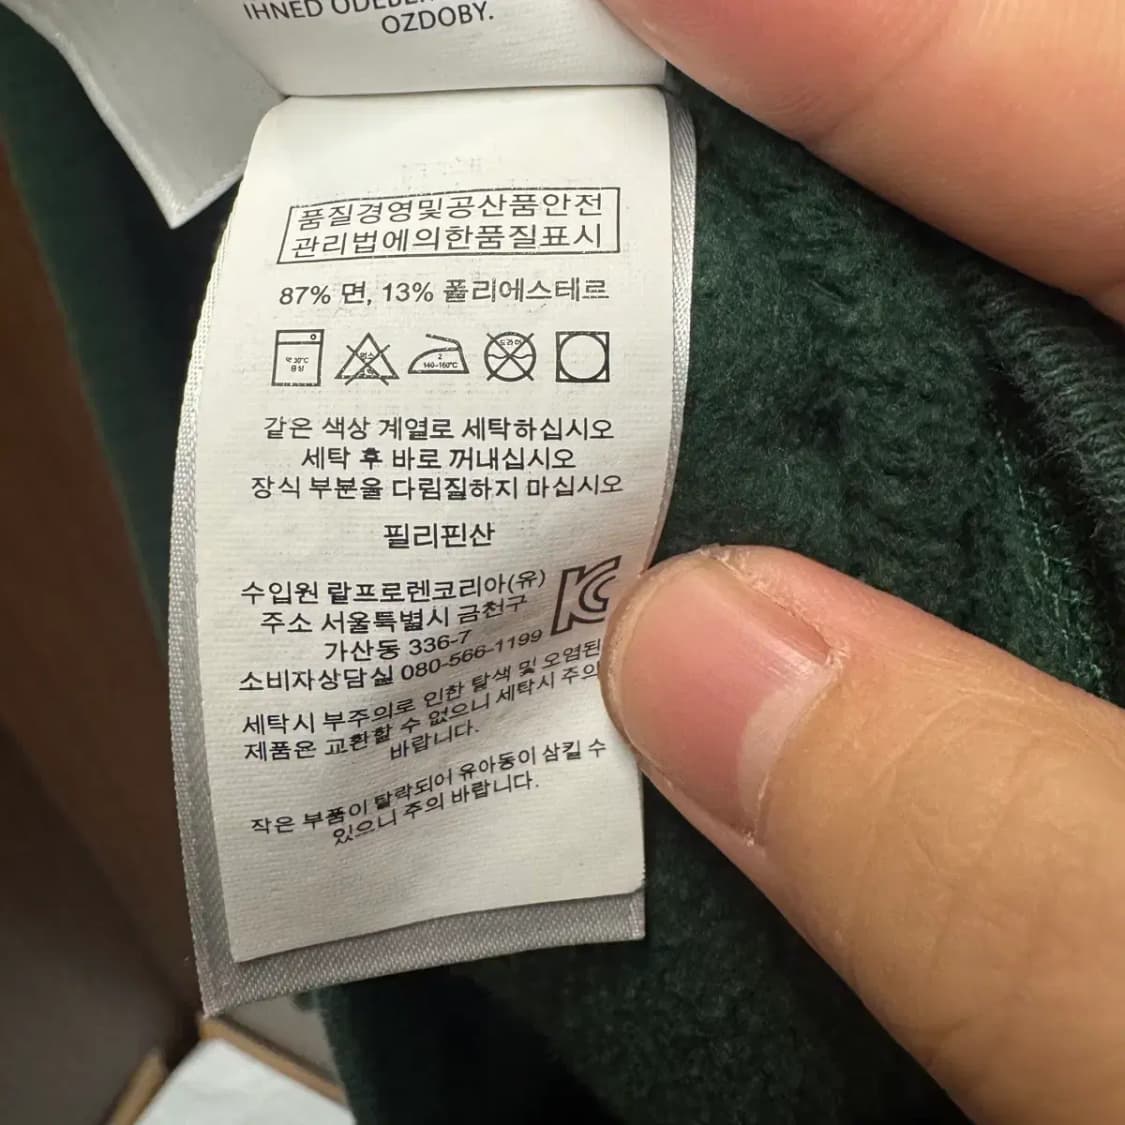 IHNED
OZDOBY.
품질경영및공산품안전
관리법에의한품질표시
87% 면, 13% 폴리에스테르
약 30°C
중성
염소
표백
2
140~160°C
드라이
같은 색상 계열로 세탁하십시오
세탁 후 바로 꺼내십시오
장식 부분을 다림질하지 마십시오
필리핀산
수입원 랄프로렌코리아(유)
주소 서울특별시 금천구
가산동 336-7
소비자상담실 080-566-1199
세탁시 부주의로 인한 탈색 및 오염된
제품은 교환할 수 없으니 세탁시 주의
바랍니다.
작은 부품이 탈락되어 유아동이 삼킬 수
있으니 주의 바랍니다.